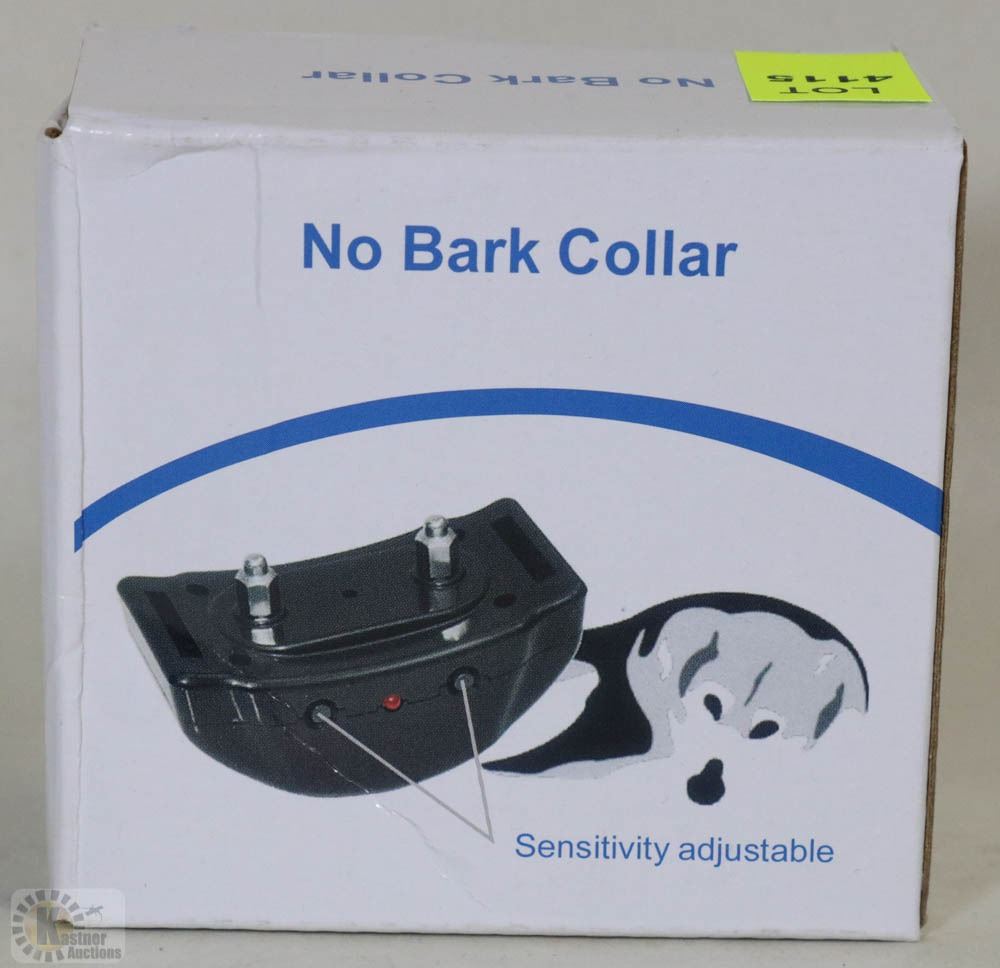 No Bark Collar
LOT
4115
No Bark Collar
Sensitivity adjustable
Kastner
Auctions